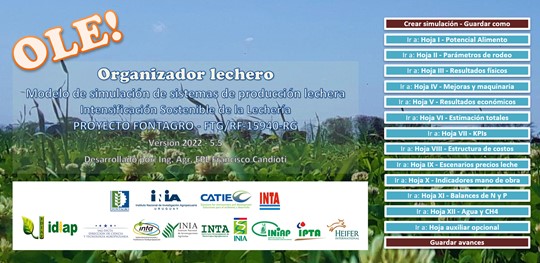 OLE!
Organizador lechero
Modelo de simulación de sistemas de producción lechera
Intensificación Sostenible de la Lechería
PROYECTO FONTAGRO - FTG/RF-15940-RG
Versión 2022 - 5.5
Desarrollado por: Ing. Agr. Francisco Candioti
Crear simulación - Guardar como
Ir a: Hoja I - Potencial Alimento
Ir a: Hoja II - Parámetros de rodeo
Ir a: Hoja III - Resultados físicos
Ir a: Hoja IV - Mejoras y maquinaria
Ir a: Hoja V - Resultados económicos
Ir a: Hoja VI - Estimación totales
Ir a: Hoja VII - KPIs
Ir a: Hoja VIII - Estructura de costos
Ir a: Hoja IX - Escenarios precios leche
Ir a: Hoja X - Indicadores mano de obra
Ir a: Hoja XI - Balances de N y P
Ir a: Hoja XII - Agua y CH4
Ir a: Hoja auxiliar opcional
Guardar avances
INIA
URUGUAY
CATIE
INTA
idiap
inta
INIA
INTA
INIA
INIAP
IPTA
HEIFER
INTERNATIONAL